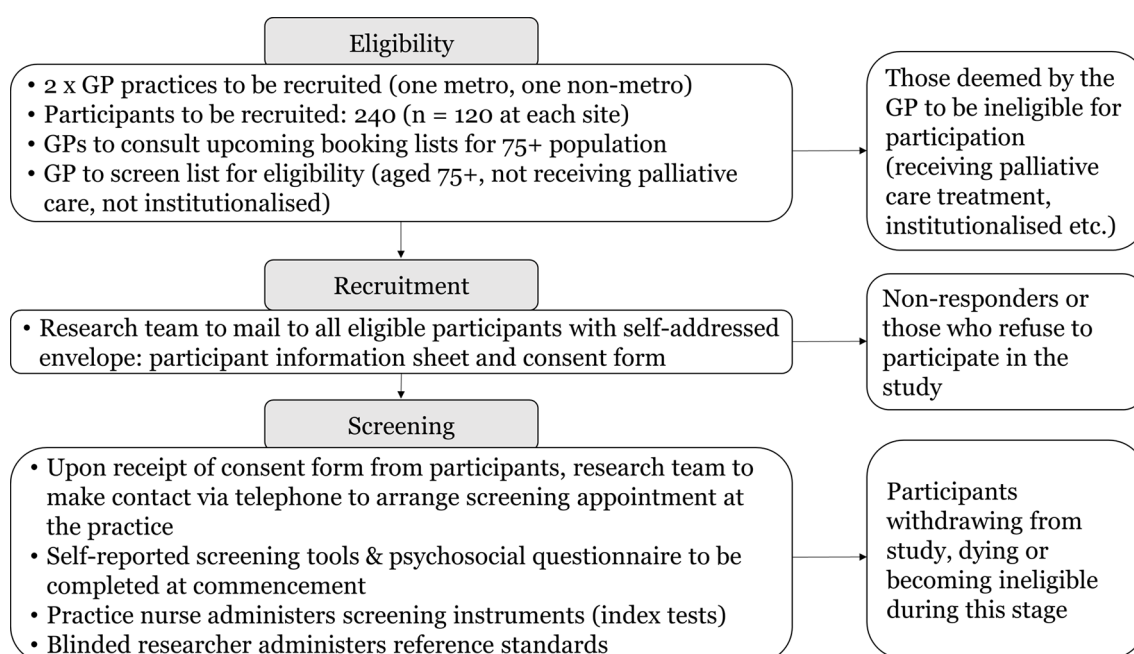 Eligibility
• 2 x GP practices to be recruited (one metro, one non-metro)
• Participants to be recruited: 240 (n = 120 at each site)
• GPs to consult upcoming booking lists for 75+ population
• GP to screen list for eligibility (aged 75+, not receiving palliative
care, not institutionalised)
Those deemed by the
GP to be ineligible for
participation
(receiving palliative
care treatment,
institutionalised etc.)
Recruitment
• Research team to mail to all eligible participants with self-addressed
envelope: participant information sheet and consent form
Non-responders or
those who refuse to
participate in the
study
Screening
• Upon receipt of consent form from participants, research team to
make contact via telephone to arrange screening appointment at
the practice
• Self-reported screening tools & psychosocial questionnaire to be
completed at commencement
• Practice nurse administers screening instruments (index tests)
• Blinded researcher administers reference standards
Participants
withdrawing from
study, dying or
becoming ineligible
during this stage